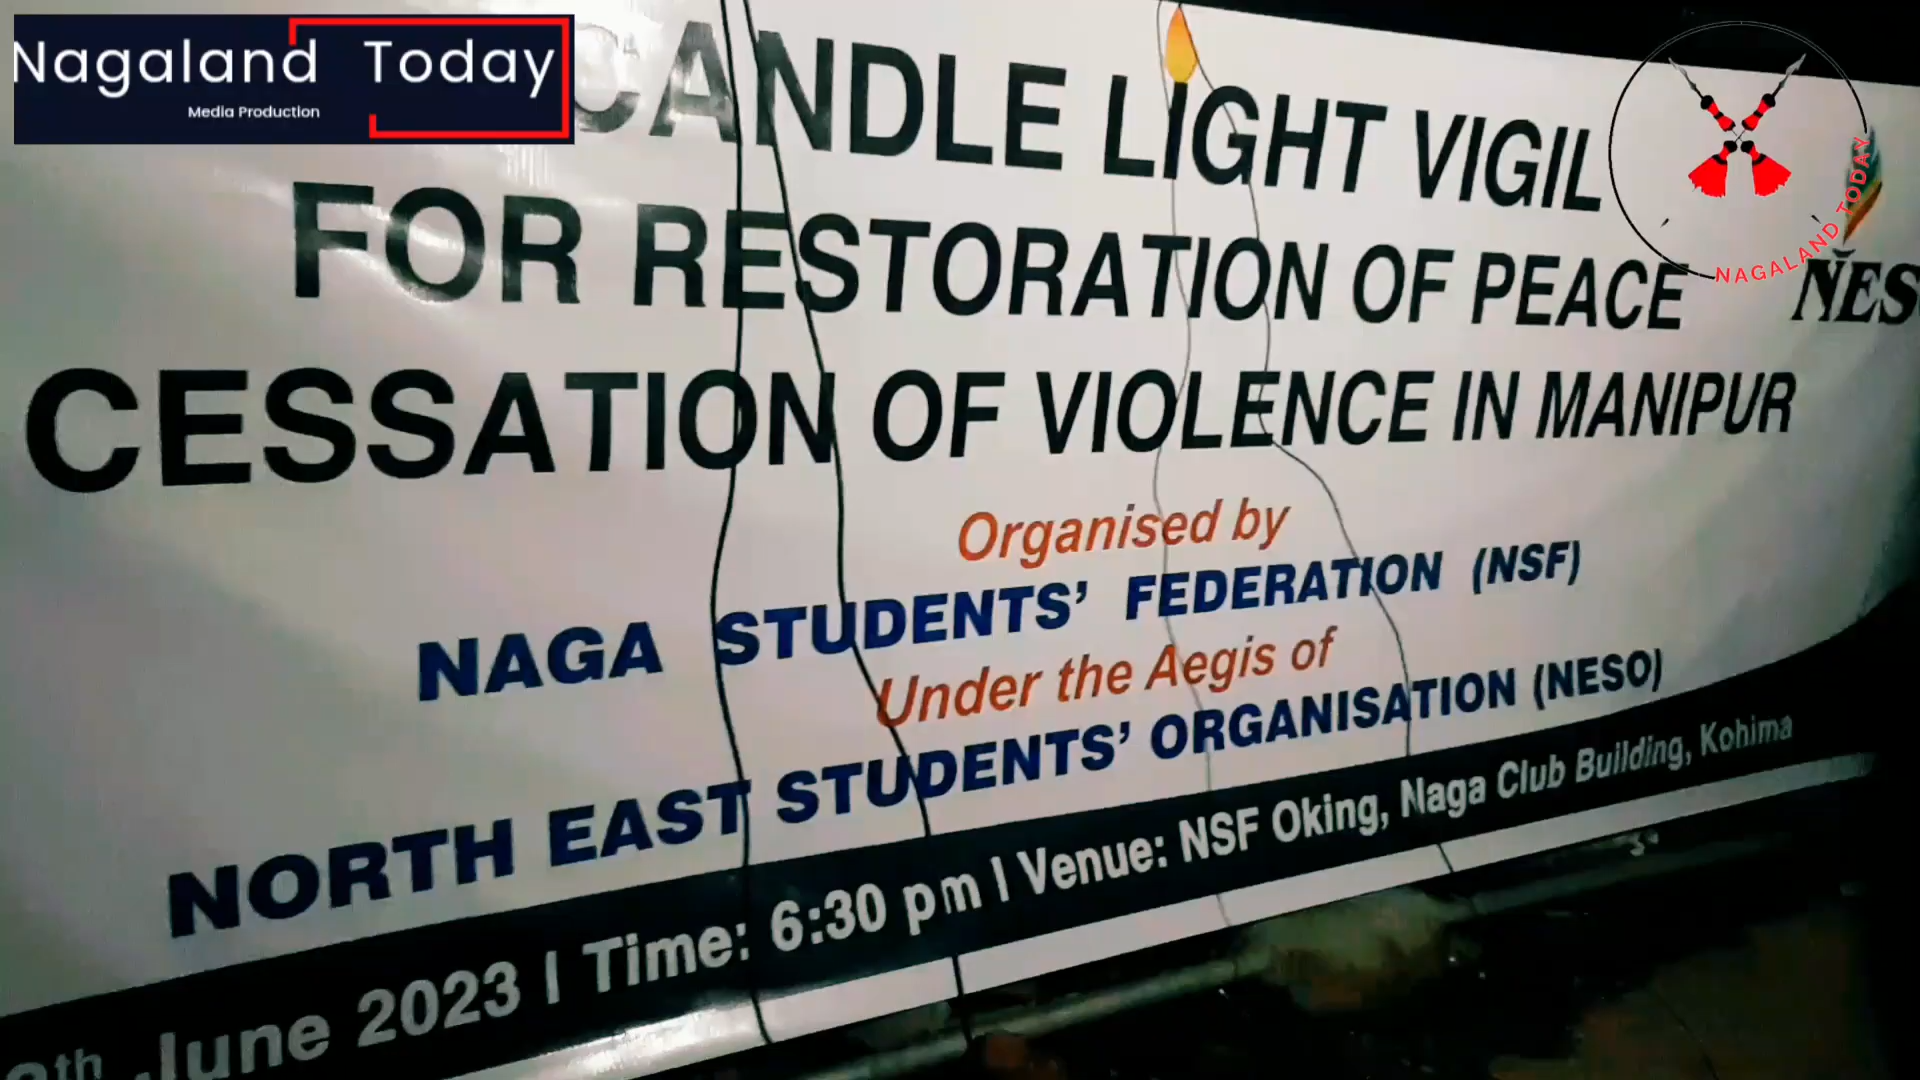 Nagaland Today
Media Production
CANDLE LIGHT VIGIL
FOR RESTORATION OF PEACE
CESSATION OF VIOLENCE IN MANIPUR
Organised by
NAGA STUDENTS' FEDERATION (NSF)
Under the Aegis of
NORTH EAST STUDENTS' ORGANISATION (NESO)
June 2023 | Time: 6:30 pm | Venue: NSF Oking, Naga Club Building, Kohima
NAGALAND TODAY